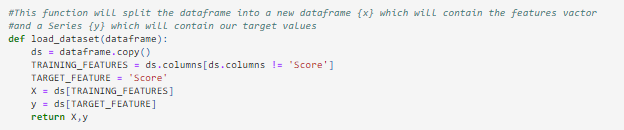 #This function will split the dataframe into a new dataframe {x} which will contain the features vactor
#and a Series {y} which will contain our target values
def load_dataset(dataframe):
    ds = dataframe.copy()
    TRAINING_FEATURES = ds.columns[ds.columns != 'Score']
    TARGET_FEATURE = 'Score'
    X = ds[TRAINING_FEATURES]
    y = ds[TARGET_FEATURE]
    return X,y